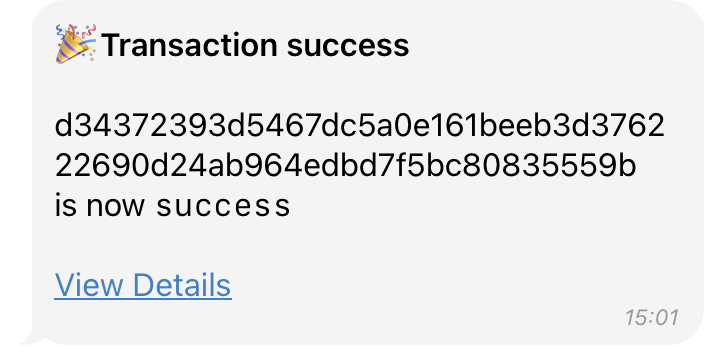 🎉Transaction success
d34372393d5467dc5a0e161beeb3d3762
22690d24ab964edbd7f5bc80835559b
is now success
View Details
15:01